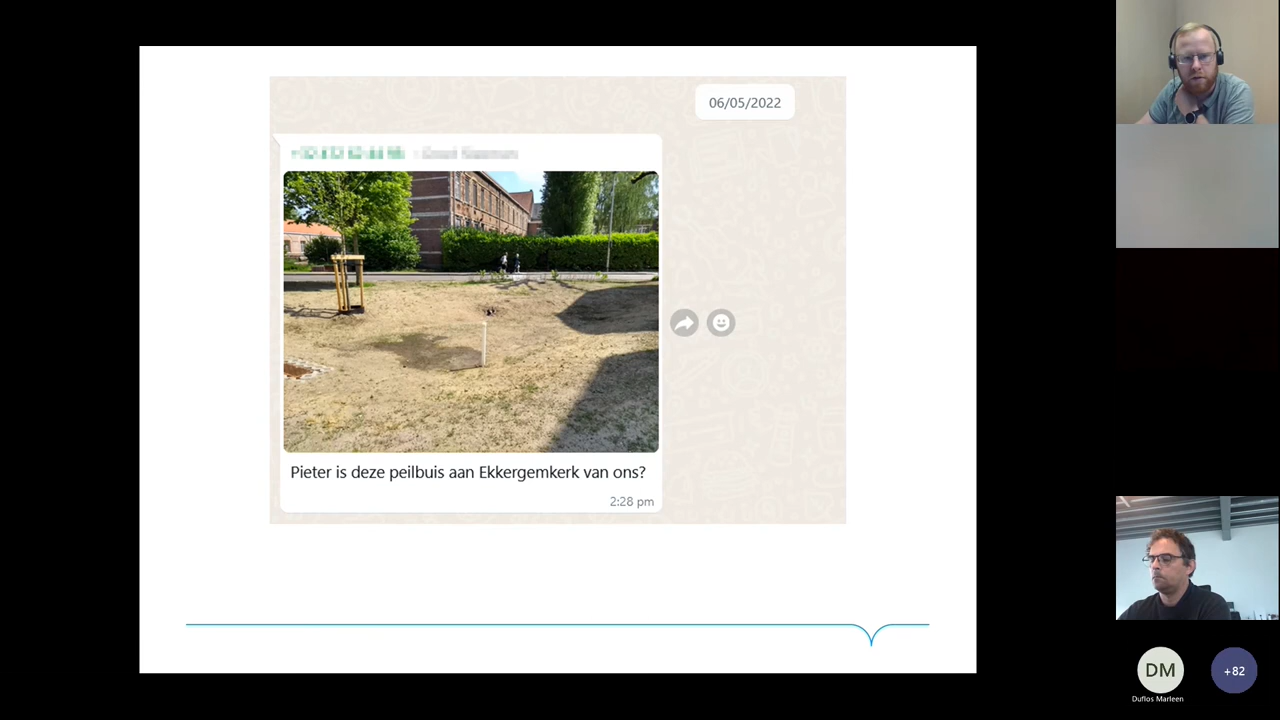 06/05/2022
Pieter is deze peilbuis aan Ekkergemkerk van ons?
2:28 pm
DM
+82
Duflos Marleen